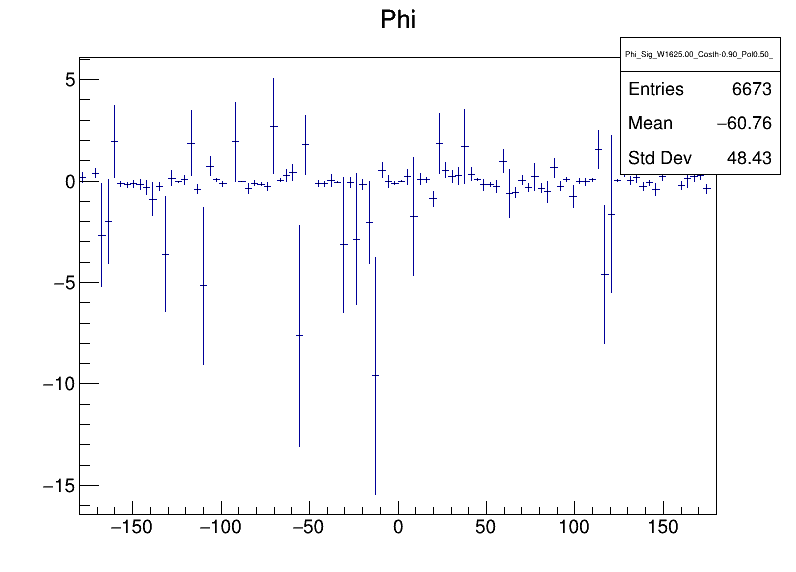 Phi
Phi_Sig_W1625.00_Costh-0.90_Pol0.50_
Entries 6673
Mean −60.76
Std Dev 48.43
5
0
−5
−10
−15
−150 −100 −50 0 50 100 150